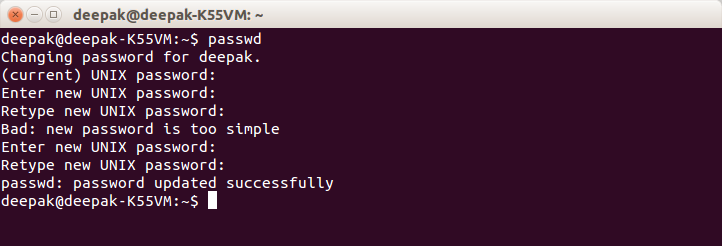 deepak@deepak-K55VM: ~
deepak@deepak-K55VM:~$ passwd
Changing password for deepak.
(current) UNIX password:
Enter new UNIX password:
Retype new UNIX password:
Bad: new password is too simple
Enter new UNIX password:
Retype new UNIX password:
passwd: password updated successfully
deepak@deepak-K55VM:~$